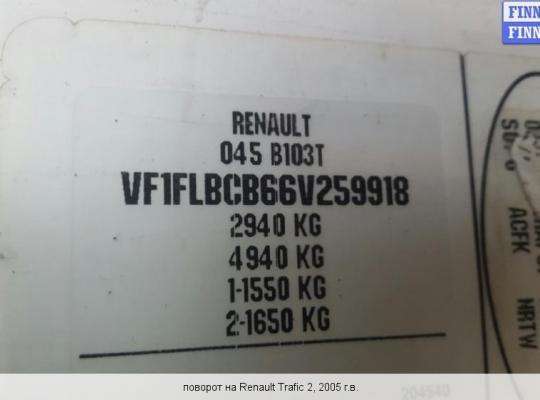 FINN
FINN
RENAULT
045 B103T
VF1FLBCB66V259918
2940 KG
4940 KG
1-1550 KG
2-1650 KG
ACFK
HRTW
204540
поворот на Renault Trafic 2, 2005 г.в.